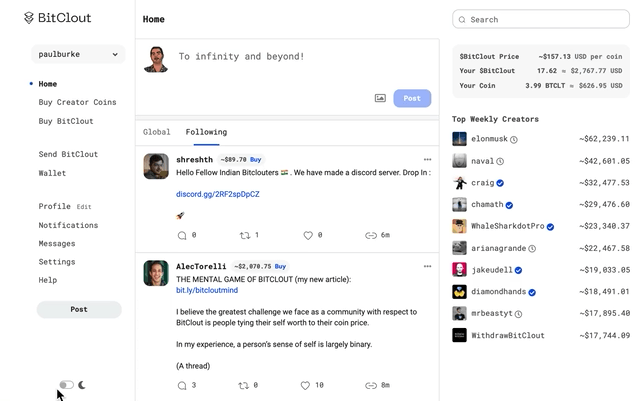 BitClout
paulburke
Home
Buy Creator Coins
Buy BitClout
Send BitClout
Wallet
Profile Edit
Notifications
Messages
Settings
Help
Post
Home
To infinity and beyond!
Post
Global Following
shreshth ~$89.70 Buy
Hello Fellow Indian Bitclouters 🇮🇳 . We have made a discord server. Drop In :
discord.gg/2RF2spDpCZ
🚀
0 1 0 6m
AlecTorelli ~$2,070.75 Buy
THE MENTAL GAME OF BITCLOUT (my new article):
bit.ly/bitcloutmind
I believe the greatest challenge we face as a community with respect to
BitClout is people tying their self worth to their coin price.
In my experience, a person's sense of self is largely binary.
(A thread)
3 0 10 8m
Search
$BitClout Price ~$157.13 USD per coin
Your $BitClout 17.62 ≈ $2,767.77 USD
Your Coin 3.99 BTCLT ≈ $626.95 USD
Top Weekly Creators
elonmusk ~$62,239.11
naval ~$42,601.05
craig ~$32,477.53
chamath ~$29,476.60
WhaleSharkdotPro ~$23,340.37
arianagrande ~$22,467.58
jakeudell ~$19,033.05
diamondhands ~$18,491.01
mrbeastyt ~$17,895.40
WithdrawBitClout ~$17,744.09